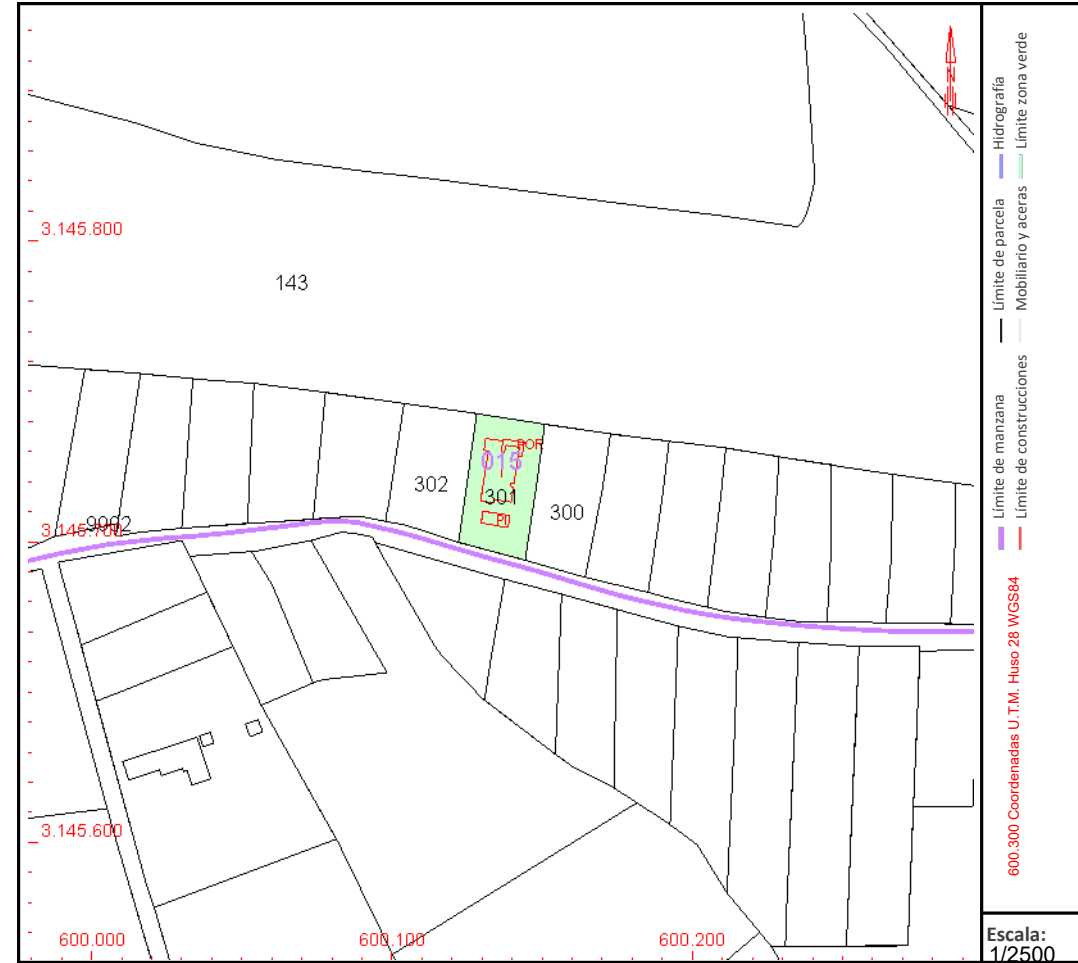 3.145.800
143
POR
015
302
301
300
PI
9002
3.145.700
3.145.600
600.000
600.100
600.200
N
Límite de manzana
Límite de parcela
Hidrografía
Límite de construcciones
Mobiliario y aceras
Límite zona verde
600.300 Coordenadas U.T.M. Huso 28 WGS84
Escala:
1/2500